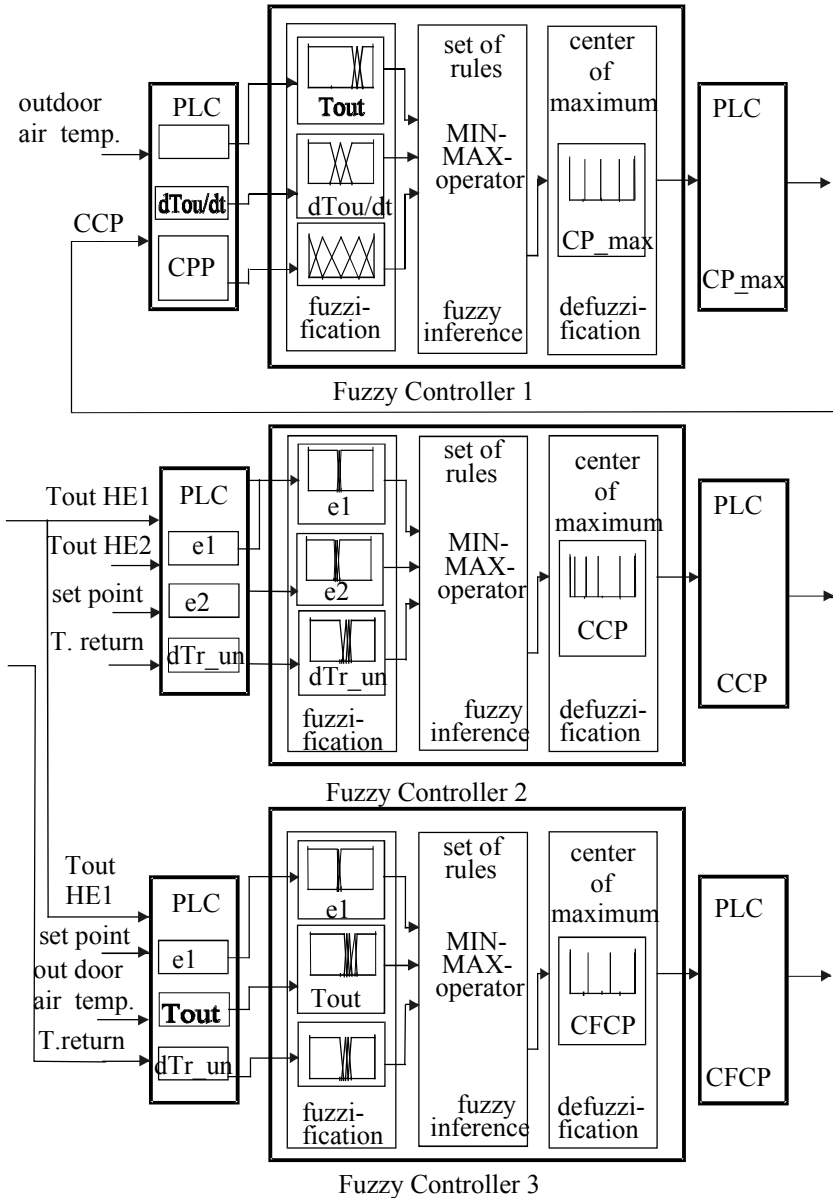 outdoor
air temp.
CCP
PLC
dTou/dt
CPP
Tout
dTou/dt
fuzzi-
fication
set of
rules
MIN-
MAX-
operator
fuzzy
inference
center
of
maximum
CP_max
defuzzi-
fication
PLC
CP_max
Fuzzy Controller 1
Tout HE1
Tout HE2
set point
T. return
PLC
e1
e2
dTr_un
e1
e2
dTr_un
fuzzi-
fication
set of
rules
MIN-
MAX-
operator
fuzzy
inference
center
of
maximum
CCP
defuzzi-
fication
PLC
CCP
Fuzzy Controller 2
Tout
HE1
set point
out door
air temp.
T.return
PLC
e1
Tout
dTr_un
e1
Tout
fuzzi-
fication
set of
rules
MIN-
MAX-
operator
fuzzy
inference
center
of
maximum
CFCP
defuzzi-
fication
PLC
CFCP
Fuzzy Controller 3